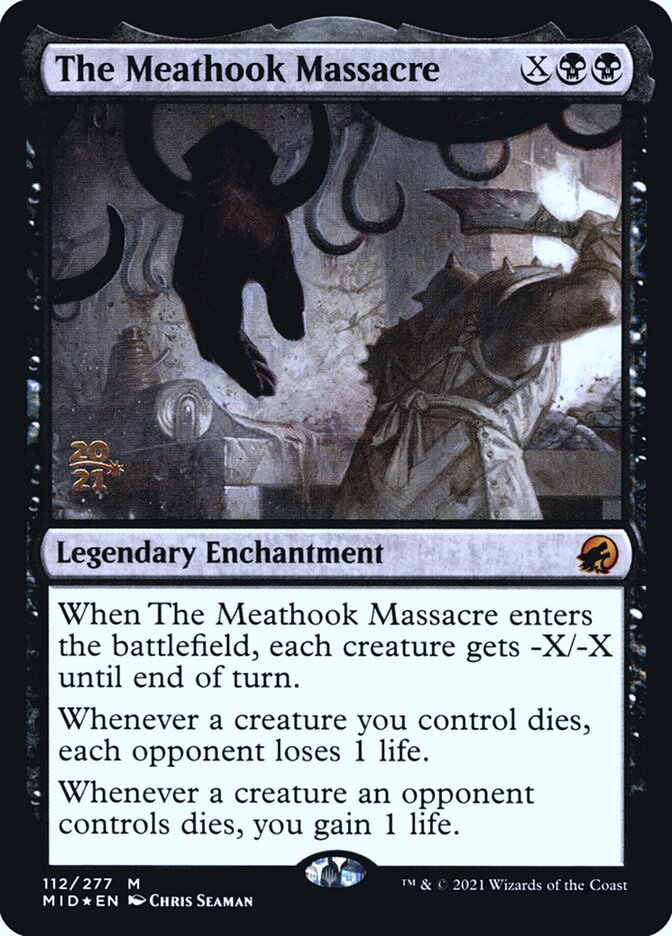 The Meathook Massacre X
20
21
Legendary Enchantment
When The Meathook Massacre enters
the battlefield, each creature gets -X/-X
until end of turn.
Whenever a creature you control dies,
each opponent loses 1 life.
Whenever a creature an opponent
controls dies, you gain 1 life.
112/277 M
MID★EN Chris Seaman
™ & © 2021 Wizards of the Coast